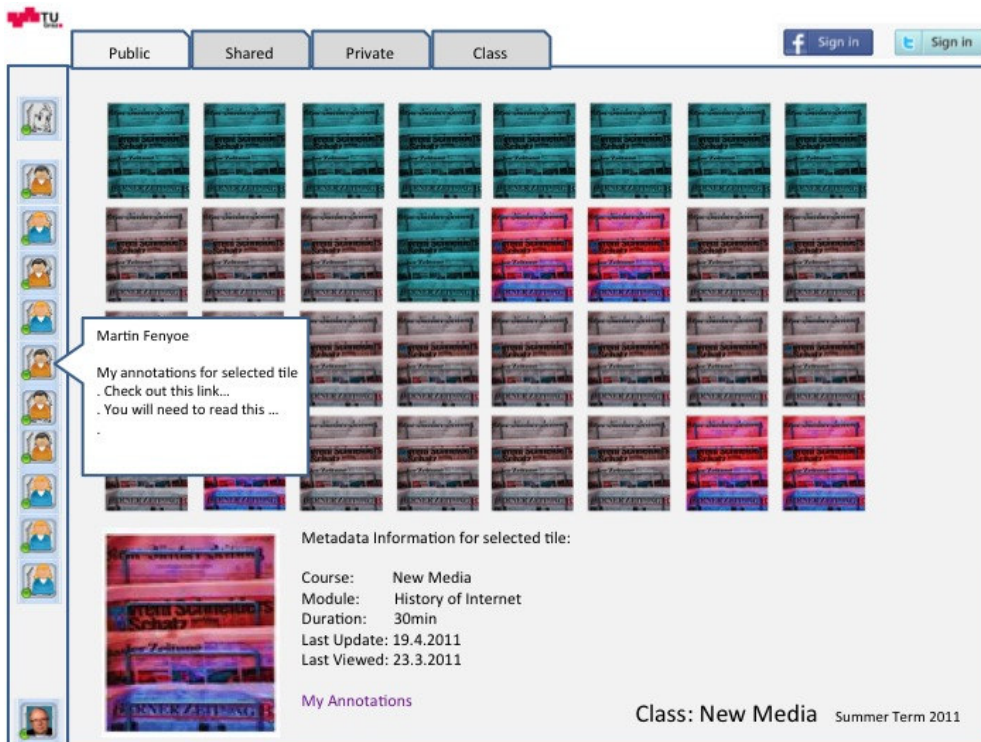 TU
Graz
Public
Shared
Private
Class
f Sign in
Sign in
Martin Fenyoe
My annotations for selected tile
. Check out this link...
. You will need to read this ...
.
Metadata Information for selected tile:
Course: New Media
Module: History of Internet
Duration: 30min
Last Update: 19.4.2011
Last Viewed: 23.3.2011
My Annotations
Class: New Media Summer Term 2011